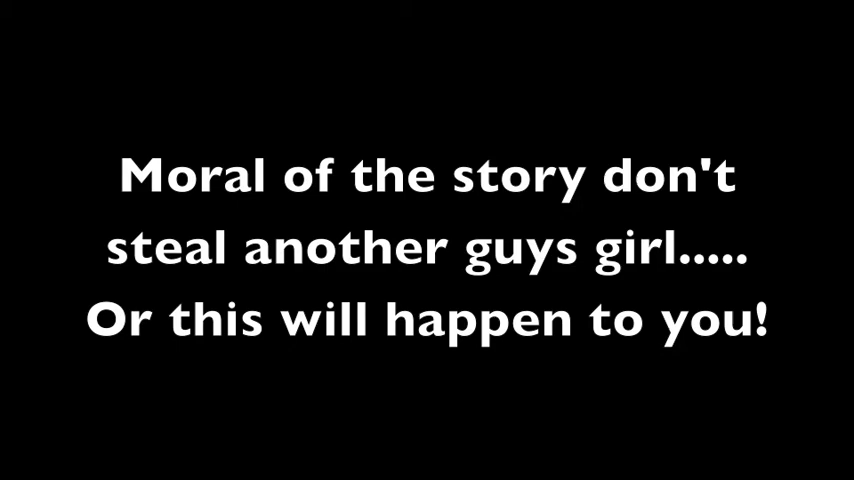 Moral of the story don't
steal another guys girl.....
Or this will happen to you!